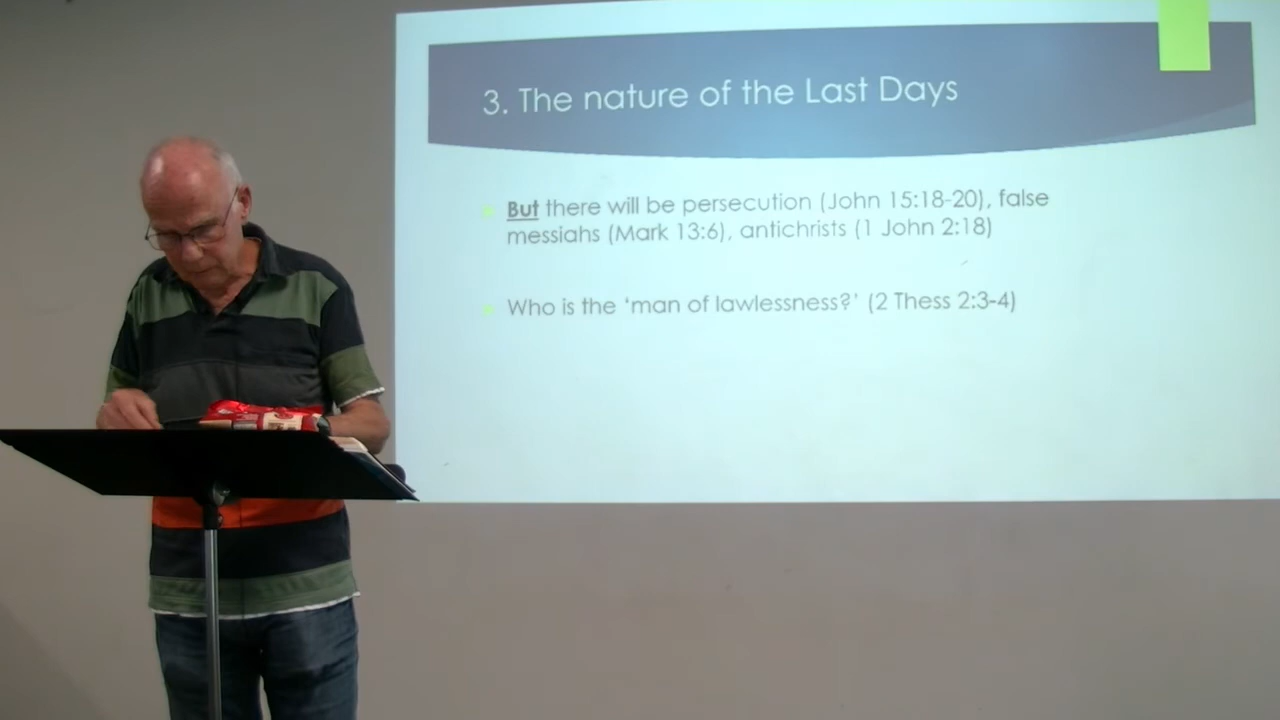 3. The nature of the Last Days
But there will be persecution (John 15:18-20), false
messiahs (Mark 13:6), antichrists (1 John 2:18)
Who is the ‘man of lawlessness?’ (2 Thess 2:3-4)